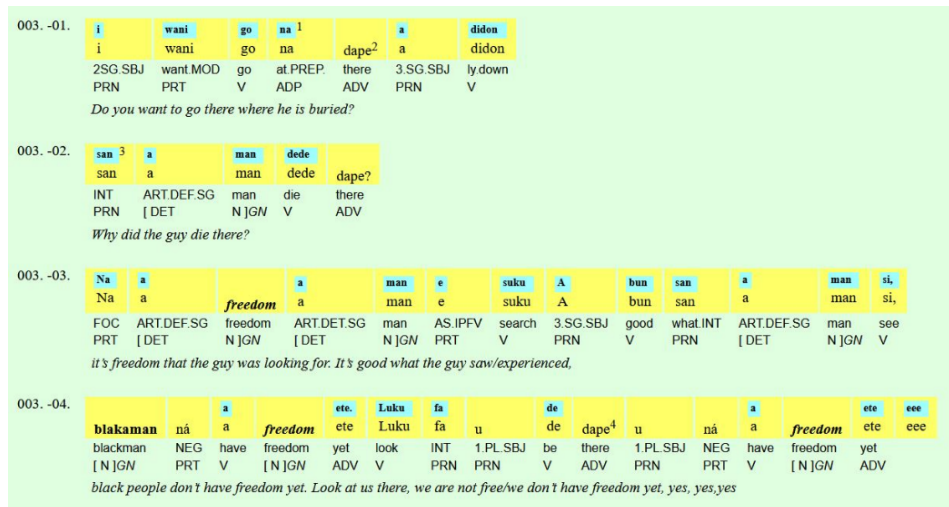 003. -01. i wani go na 1 a didon
i wani go na dape2 a didon
2SG.SBJ want.MOD go at.PREP. there 3.SG.SBJ ly.down
PRN PRT V ADP ADV PRN V
Do you want to go there where he is buried?
003. -02. san 3 a man dede
san a man dede dape?
INT ART.DEF.SG man die there
PRN [ DET N ]GN V ADV
Why did the guy die there?
003. -03. Na a a man e suku A bun san a man si,
Na a freedom a man e suku A bun san a man si,
FOC ART.DEF.SG freedom ART.DET.SG man AS.IPFV search 3.SG.SBJ good what.INT ART.DEF.SG man see
PRT [ DET N ]GN [ DET N ]GN PRT V PRN V PRN [ DET N ]GN V
it's freedom that the guy was looking for. It's good what the guy saw/experienced,
003. -04. a ete. Luku fa de a ete eee
blakaman ná a freedom ete Luku fa u de dape4 u ná a freedom ete eee
blackman NEG have freedom yet look INT 1.PL.SBJ be there 1.PL.SBJ NEG have freedom yet
[ N ]GN PRT V [ N ]GN ADV V PRN PRN V ADV PRN PRT V [ N ]GN ADV
black people don't have freedom yet. Look at us there, we are not free/we don't have freedom yet, yes, yes,yes